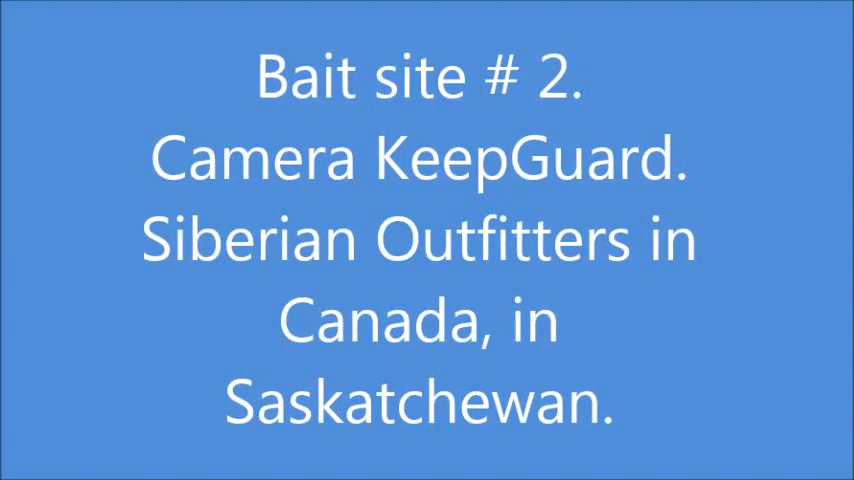 Bait site # 2.
Camera KeepGuard.
Siberian Outfitters in
Canada, in
Saskatchewan.